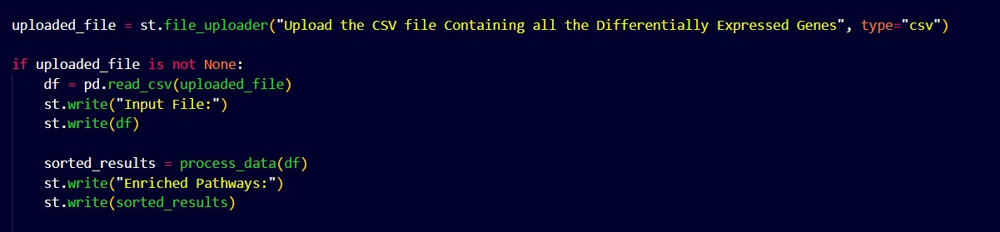 uploaded_file = st.file_uploader("Upload the CSV file Containing all the Differentially Expressed Genes", type="csv")
if uploaded_file is not None:
    df = pd.read_csv(uploaded_file)
    st.write("Input File:")
    st.write(df)
    sorted_results = process_data(df)
    st.write("Enriched Pathways:")
    st.write(sorted_results)